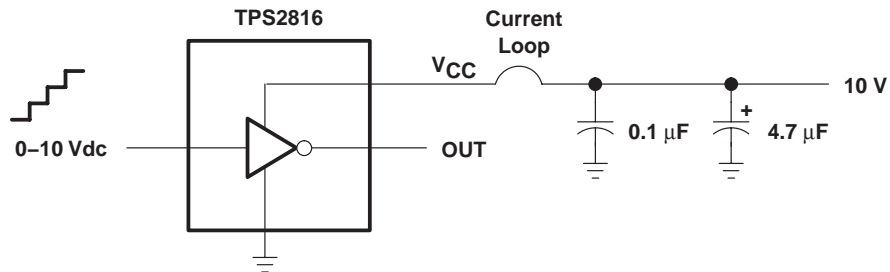 TPS2816
Current
Loop
VCC
10 V
+
0.1 μF
4.7 μF
0–10 Vdc
OUT